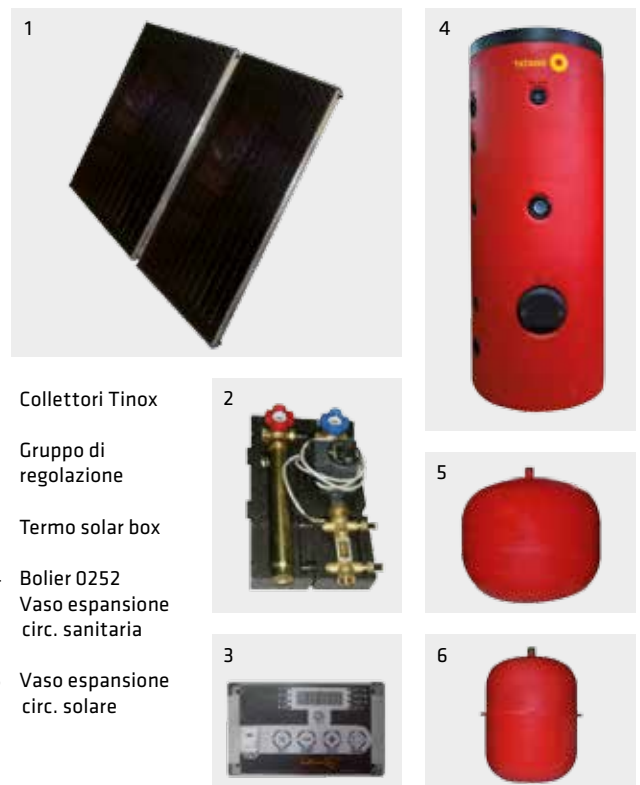 1
4
Collettori Tinox
2
Gruppo di
regolazione
5
Termo solar box
Bolier 0252
Vaso espansione
circ. sanitaria
3
6
Vaso espansione
circ. solare